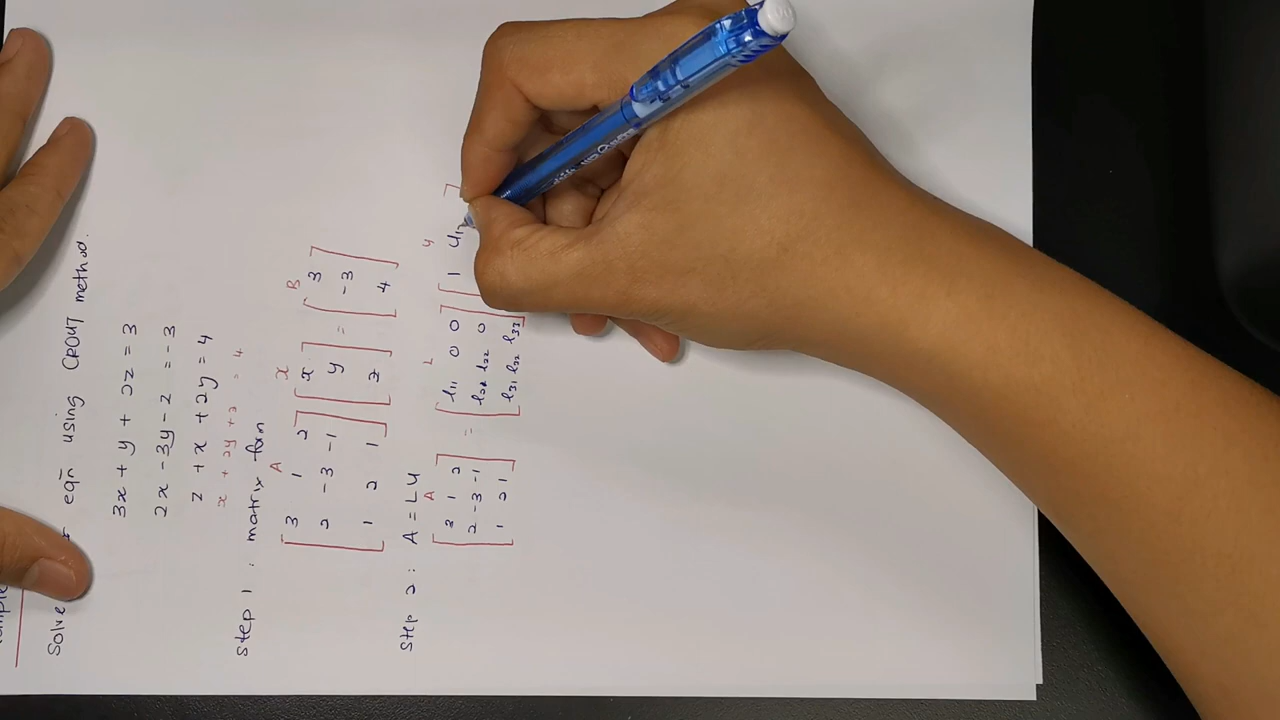 Solve eqn using CROUT method.
3x + y + 2z = 3
2x - 3y - z = -3
z + x + 2y = 4
x + 2y + z = 4
Step 1 : matrix form
A X B
[3 1 2] [x] [3]
[2 -3 -1] [y] = [-3]
[1 2 1] [z] [4]
Step 2 : A = LU
A L U
[3 1 2] [l11 0 0] [1 U12 ]
[2 -3 -1] = [l22 l22 0]
[1 2 1] [l31 l32 l33]